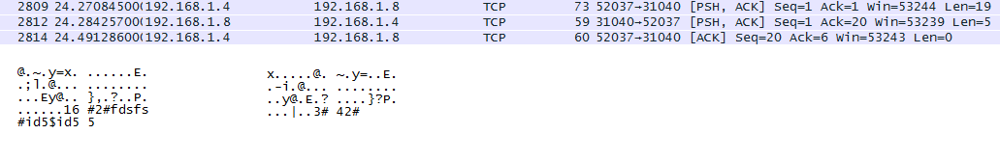 2809 24.270845000 192.168.1.4 192.168.1.8 TCP 73 52037→31040 [PSH, ACK] Seq=1 Ack=1 Win=53244 Len=19
2812 24.284257000 192.168.1.8 192.168.1.4 TCP 59 31040→52037 [PSH, ACK] Seq=1 Ack=20 Win=53239 Len=5
2814 24.491286000 192.168.1.4 192.168.1.8 TCP 60 52037→31040 [ACK] Seq=20 Ack=6 Win=53243 Len=0
@.~.y=x. ......E.
.;l.@... ........
...Ey@.. },.?..P.
......16 #2#fdsfs
#id5$id5 5
x.....@. ~.y=..E.
.-i.@... ........
..y@.E.? ....}?P.
...|..3# 42#